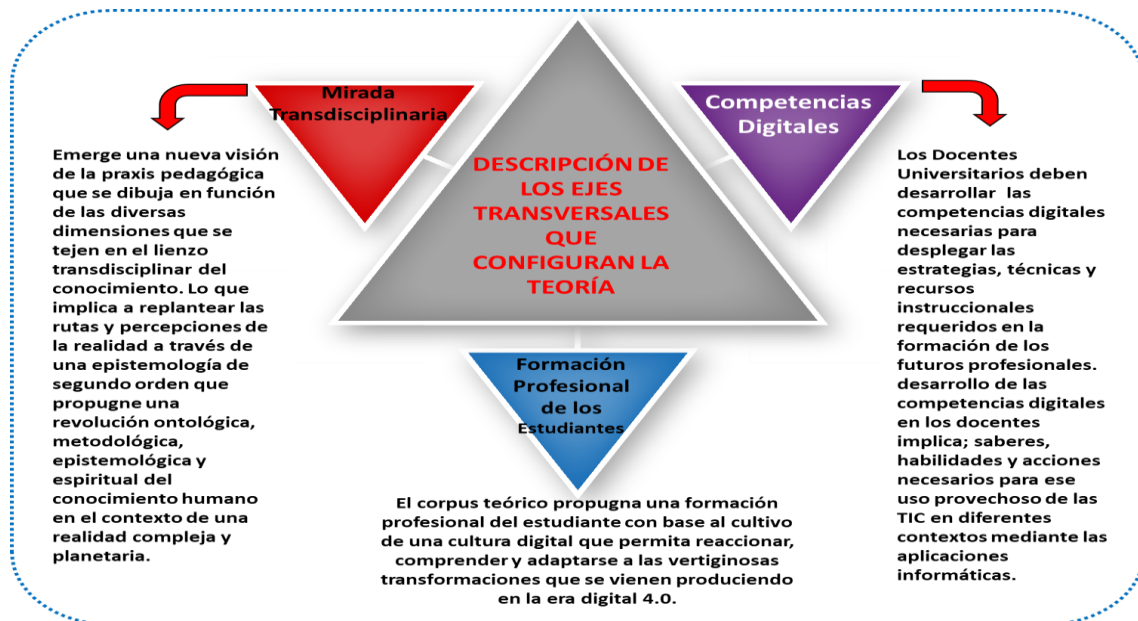 Mirada
Transdisciplinaria
Emerge una nueva visión
de la praxis pedagógica
que se dibuja en función
de las diversas
dimensiones que se
tejen en el lienzo
transdisciplinar del
conocimiento. Lo que
implica a replantear las
rutas y percepciones de
la realidad a través de
una epistemología de
segundo orden que
propugne una
revolución ontológica,
metodológica,
epistemológica y
espiritual del
conocimiento humano
en el contexto de una
realidad compleja y
planetaria.
DESCRIPCIÓN DE
LOS EJES
TRANSVERSALES
QUE
CONFIGURAN LA
TEORÍA
Competencias
Digitales
Los Docentes
Universitarios deben
desarrollar las
competencias digitales
necesarias para
desplegar las
estrategias, técnicas y
recursos
instruccionales
requeridos en la
formación de los
futuros profesionales.
desarrollo de las
competencias digitales
en los docentes
implica; saberes,
habilidades y acciones
necesarios para ese
uso provechoso de las
TIC en diferentes
contextos mediante las
aplicaciones
informáticas.
Formación
Profesional
de los
Estudiantes
El corpus teórico propugna una formación
profesional del estudiante con base al cultivo
de una cultura digital que permita reaccionar,
comprender y adaptarse a las vertiginosas
transformaciones que se vienen produciendo
en la era digital 4.0.